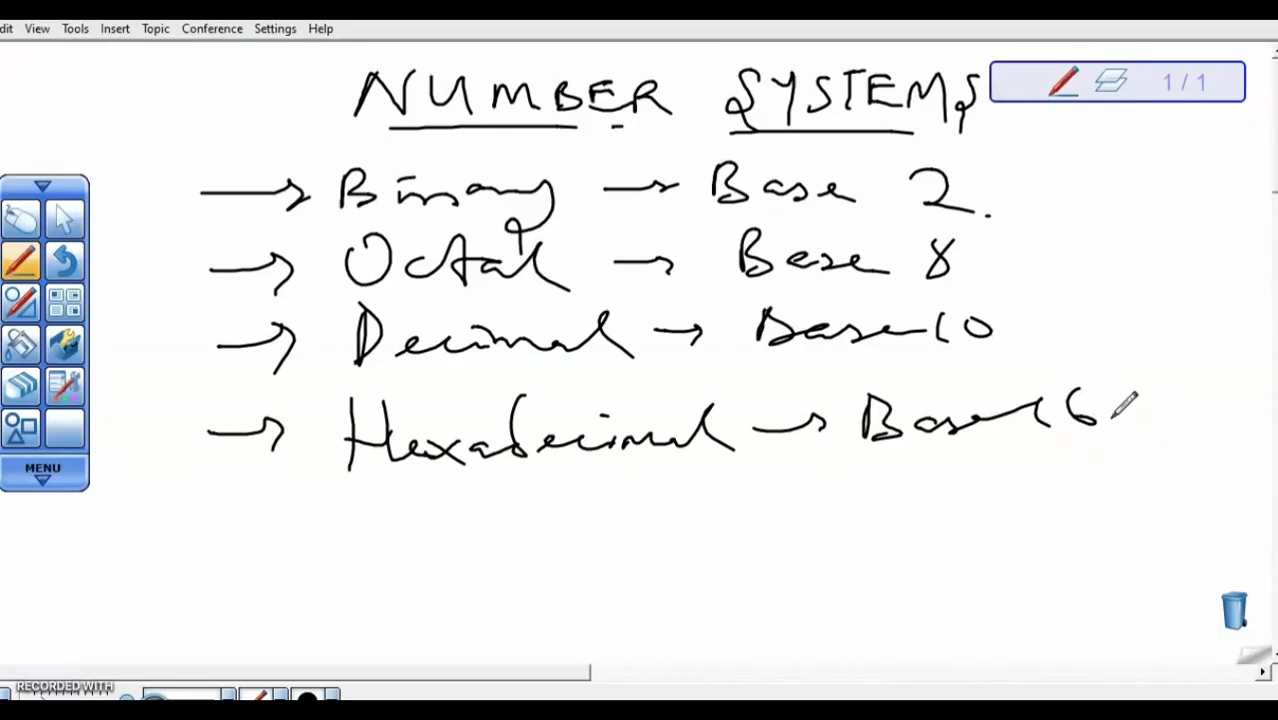 dit View Tools Insert Topic Conference Settings Help
NUMBER SYSTEMS
1 / 1
→ Binary → Base 2.
→ Octal → Base 8
→ Decimal → Base 10
→ Hexadecimal → Base 16
MENU
RECORDED WITH